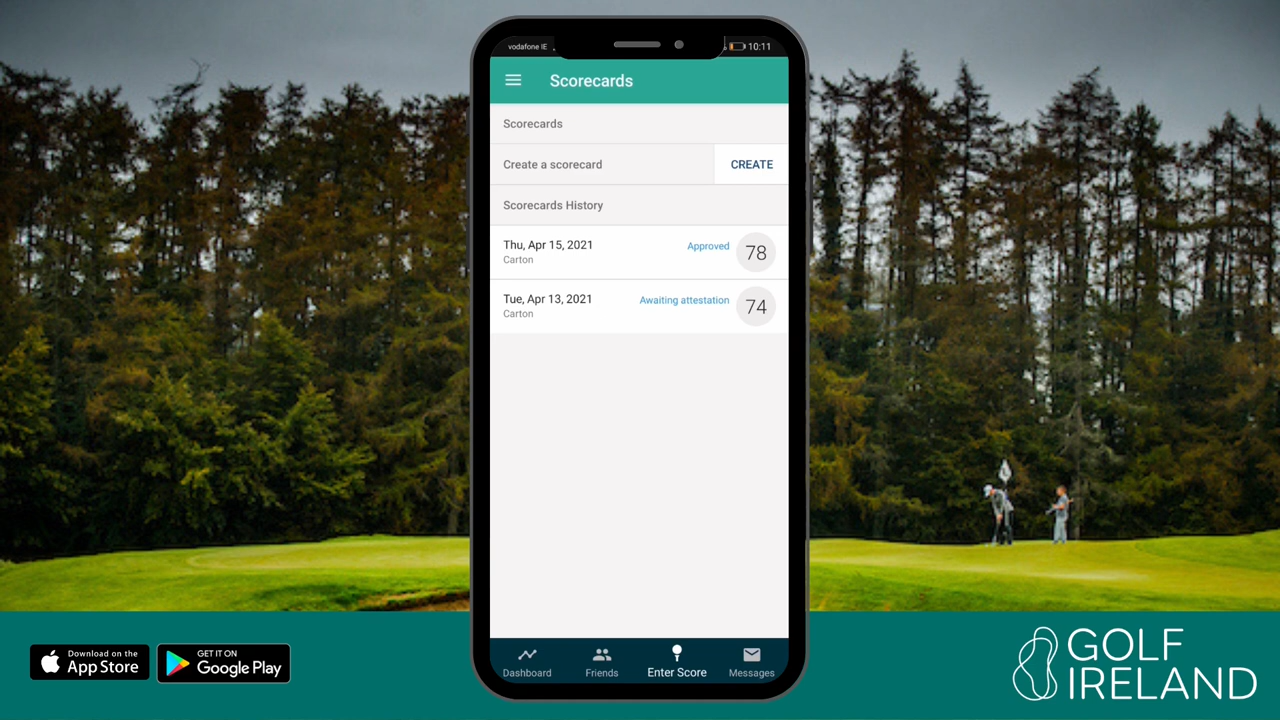 vodafone IE
10:11
Scorecards
Scorecards
Create a scorecard
CREATE
Scorecards History
Thu, Apr 15, 2021
Approved
78
Carton
Tue, Apr 13, 2021
Awaiting attestation
74
Carton
Dashboard
Friends
Enter Score
Messages
Download on the
App Store
GET IT ON
Google Play
GOLF
IRELAND